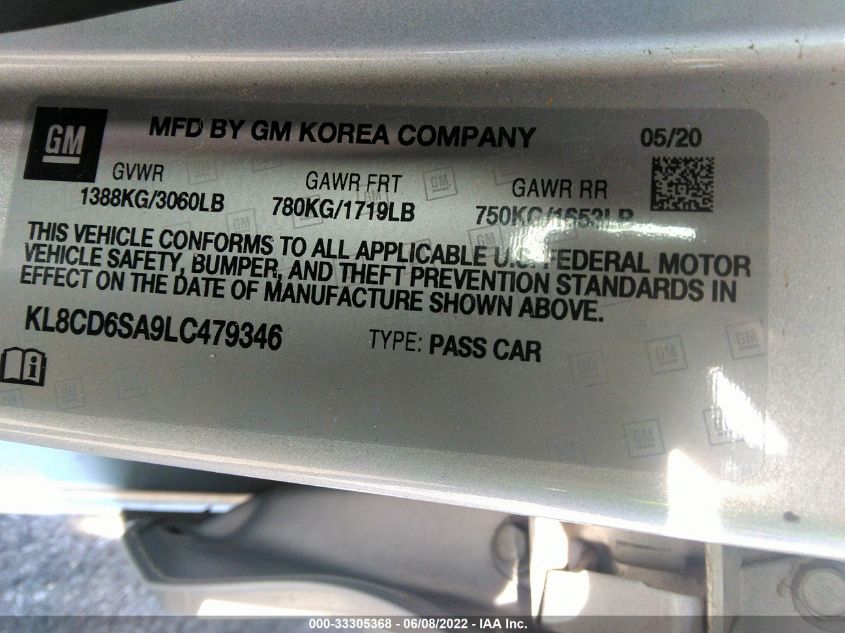 GM
MFD BY GM KOREA COMPANY
05/20
GVWR
GAWR FRT
GAWR RR
1388KG/3060LB
780KG/1719LB
750KG/1653LB
THIS VEHICLE CONFORMS TO ALL APPLICABLE U.S. FEDERAL MOTOR
VEHICLE SAFETY, BUMPER, AND THEFT PREVENTION STANDARDS IN
EFFECT ON THE DATE OF MANUFACTURE SHOWN ABOVE.
KL8CD6SA9LC479346
TYPE: PASS CAR
000-33305368 - 06/08/2022 - IAA Inc.